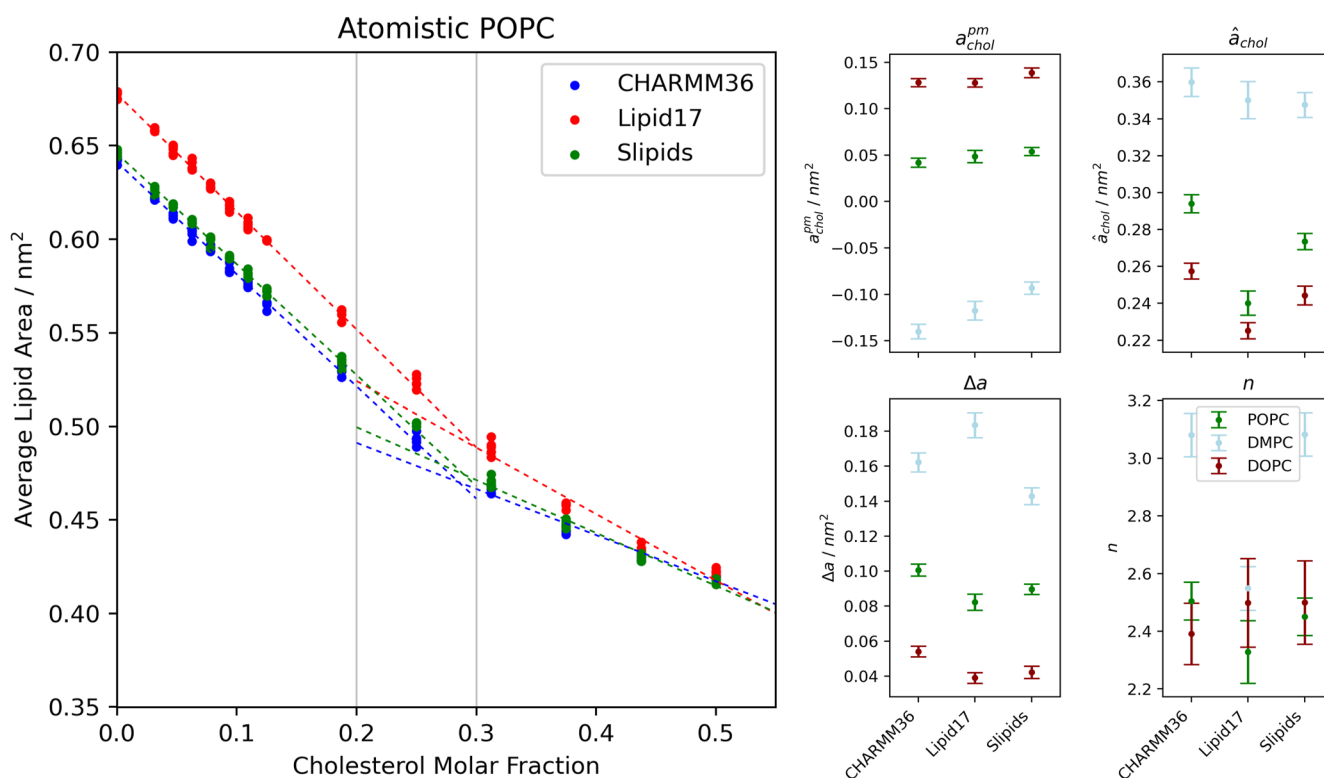 Atomistic POPC
CHARMM36
Lipid17
Slipids
Average Lipid Area / nm²
0.70
0.65
0.60
0.55
0.50
0.45
0.40
0.35
0.0
0.1
0.2
0.3
0.4
0.5
Cholesterol Molar Fraction
a_chol^pm
a_chol^pm / nm²
0.15
0.10
0.05
0.00
−0.05
−0.10
−0.15
â_chol
â_chol / nm²
0.36
0.34
0.32
0.30
0.28
0.26
0.24
0.22
Δa
Δa / nm²
0.18
0.16
0.14
0.12
0.10
0.08
0.06
0.04
CHARMM36
Lipid17
Slipids
n
n
3.2
3.0
2.8
2.6
2.4
2.2
POPC
DMPC
DOPC
CHARMM36
Lipid17
Slipids